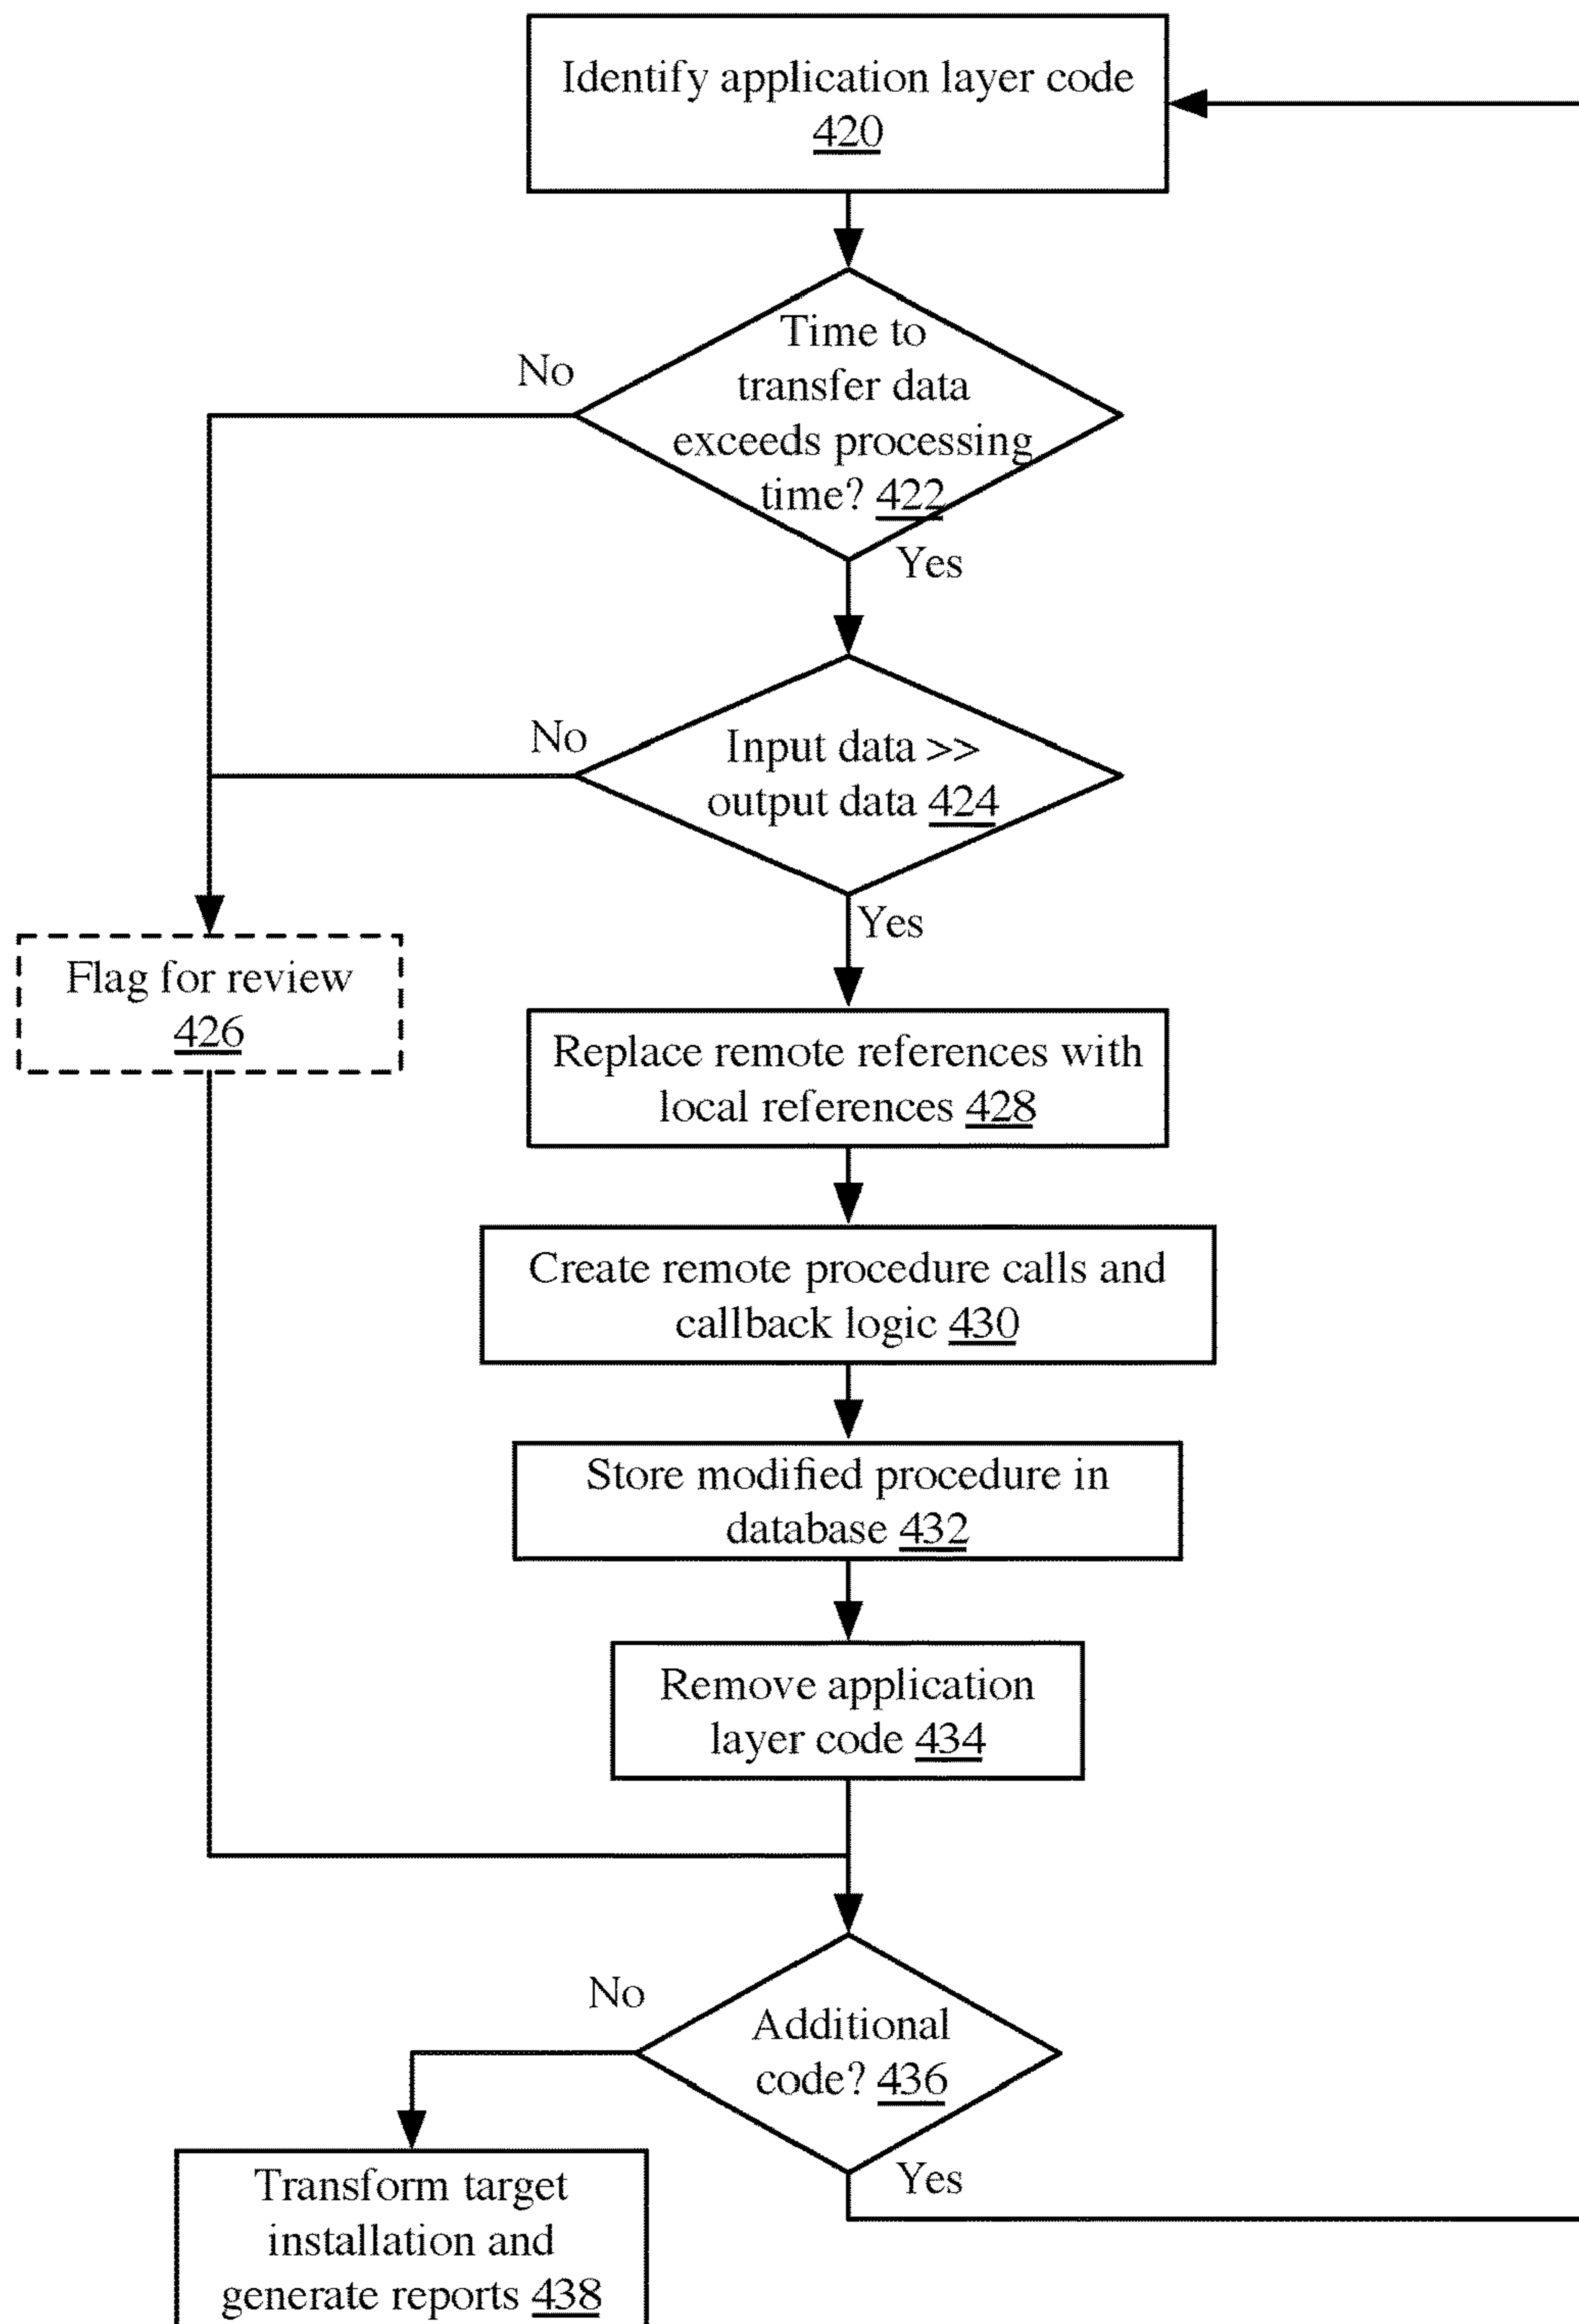 Identify application layer code
420
Time to
transfer data
exceeds processing
time? 422
No
Yes
Input data >>
output data 424
No
Yes
Flag for review
426
Replace remote references with
local references 428
Create remote procedure calls and
callback logic 430
Store modified procedure in
database 432
Remove application
layer code 434
Additional
code? 436
No
Yes
Transform target
installation and
generate reports 438